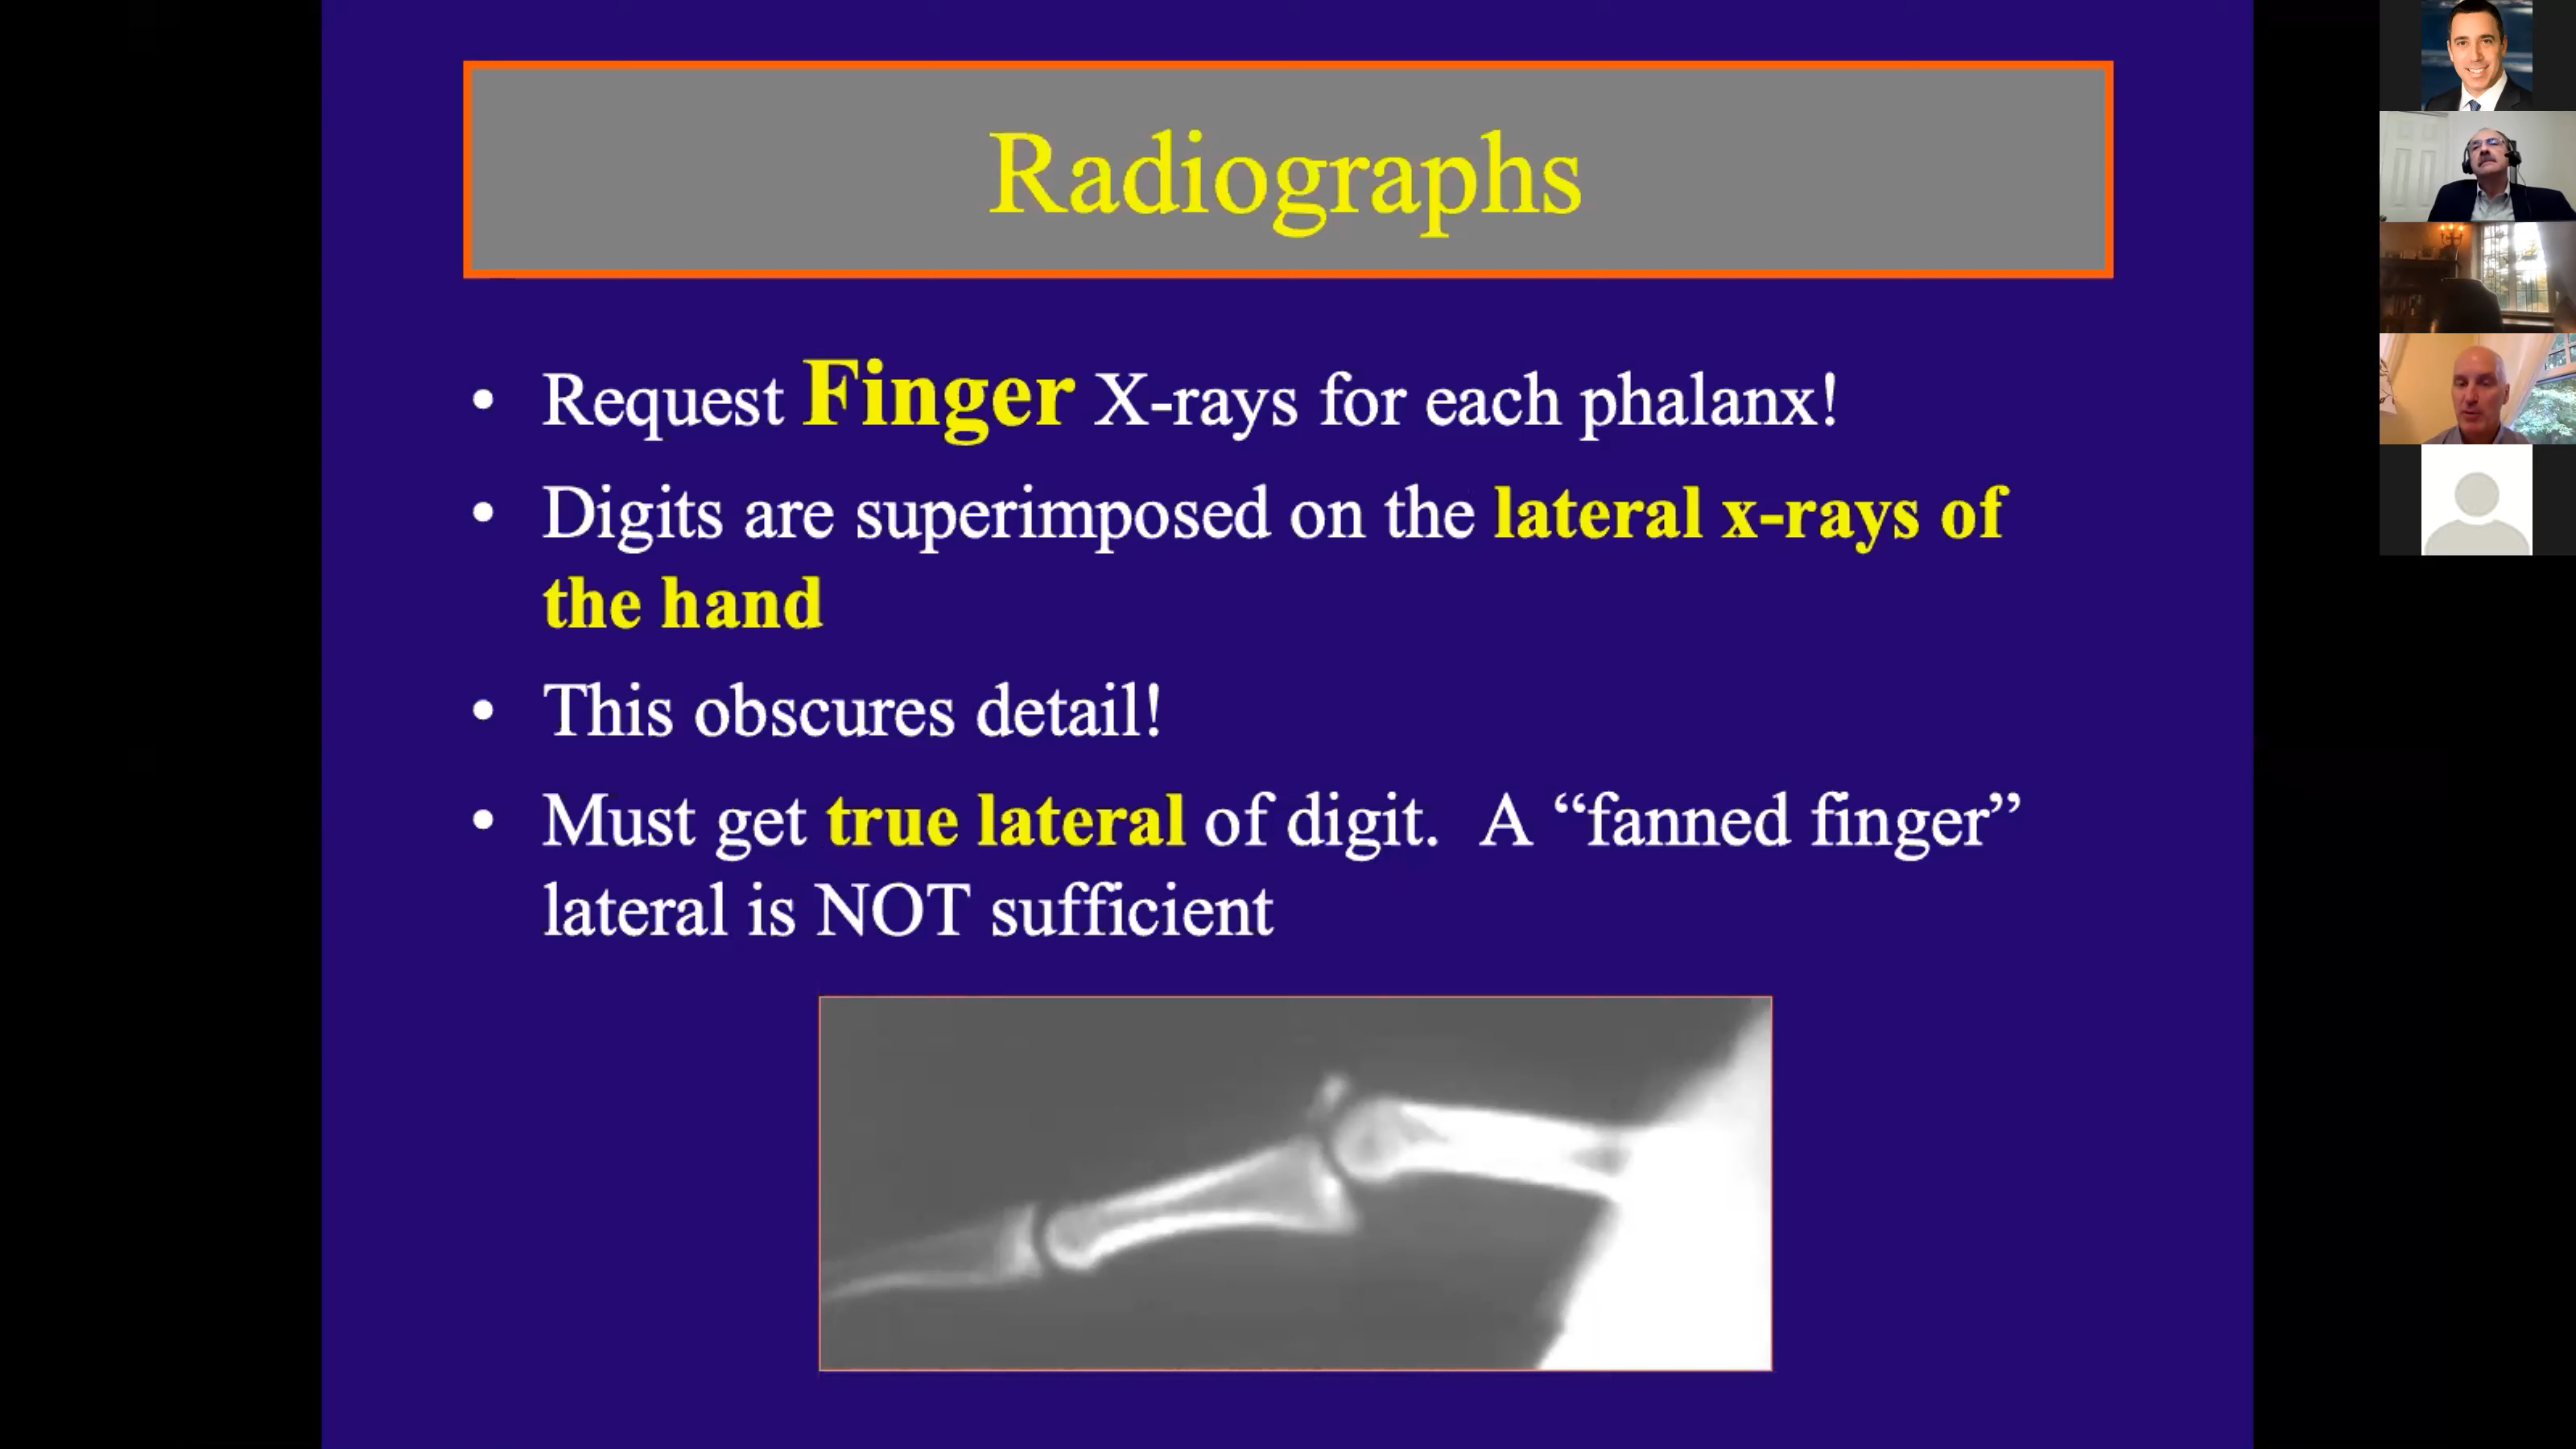 Radiographs
• Request Finger X-rays for each phalanx!
• Digits are superimposed on the lateral x-rays of
the hand
• This obscures detail!
• Must get true lateral of digit. A “fanned finger”
lateral is NOT sufficient